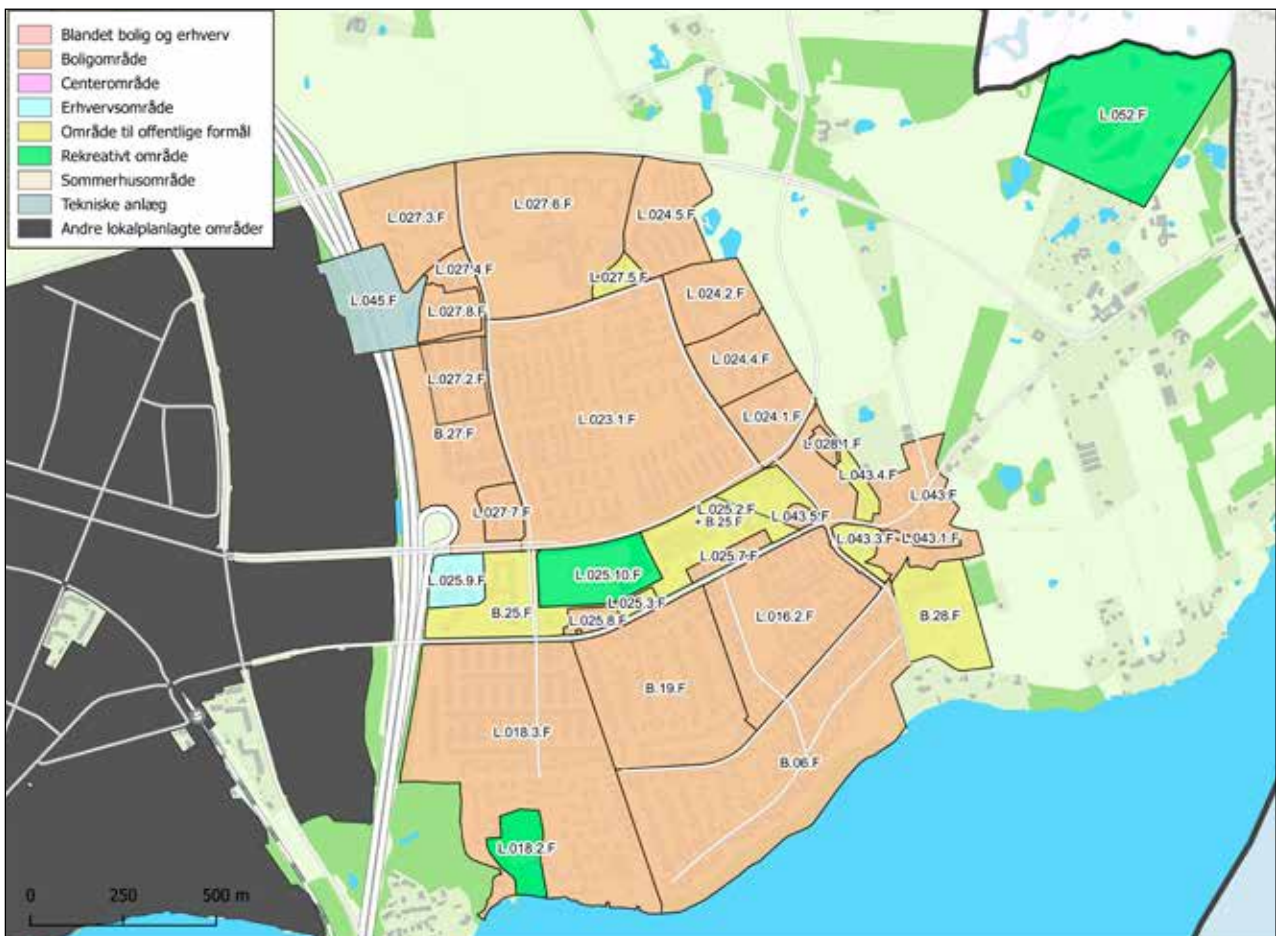 Blandet bolig og erhverv
Boligområde
Centerområde
Erhvervsområde
Område til offentlige formål
Rekreativt område
Sommerhusområde
Tekniske anlæg
Andre lokalplanlagte områder
L.052.F
L.027.3.F
L.027.6.F
L.024.5.F
L.027.4.F
L.027.5.F
L.045.F
L.027.8.F
L.024.2.F
L.024.4.F
L.027.2.F
L.023.1.F
L.024.1.F
B.27.F
L.028.1.F
L.043.4.F
L.043.F
L.027.7.F
L.025.2.F
+ B.25.F
L.043.5.F
L.043.3.F
L.043.1.F
L.025.7.F
L.025.9.F
L.025.10.F
L.025.3.F
B.25.F
L.025.8.F
L.016.2.F
B.28.F
B.19.F
L.018.3.F
B.06.F
L.018.2.F
0 250 500 m